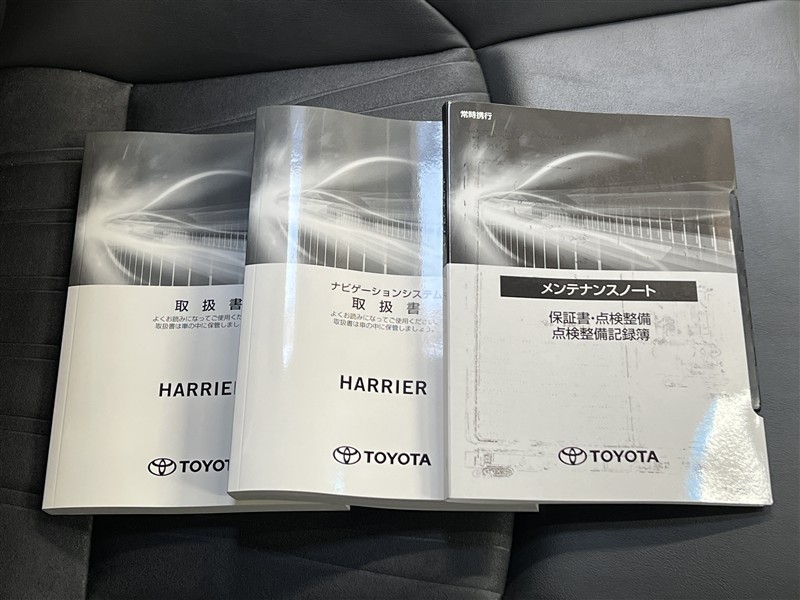 取扱書
よくお読みになってご使用くだ
取扱書は車の中に保管しましょ
HARRIER
TOYOT
ナビゲーションシステム
取扱書
よくお読みになってご使用くださ
取扱書は車の中に保管しましょう。
HARRIER
TOYOTA
常時携行
メンテナンスノート
保証書・点検整備
点検整備記録簿
TOYOTA